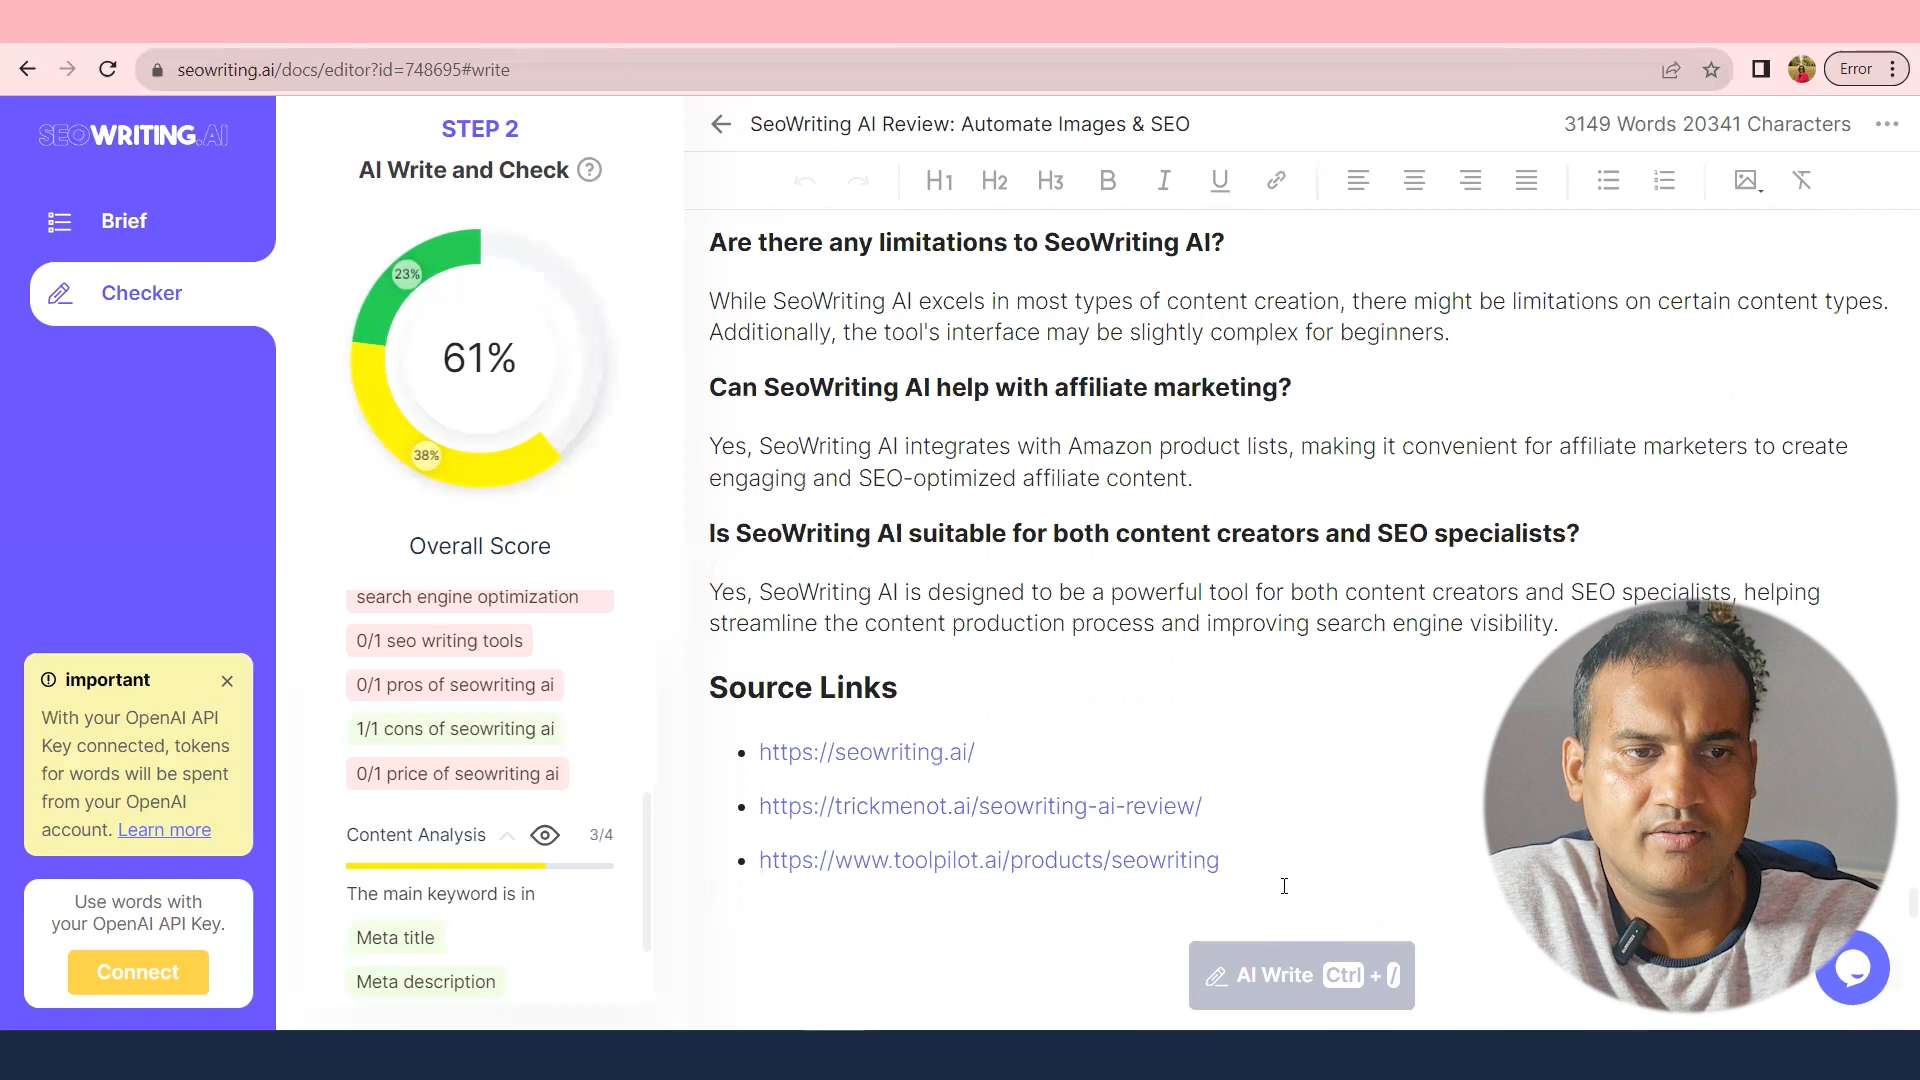 seowriting.ai/docs/editor?id=748695#write
Error
SEOWRITING.AI
Brief
Checker
important
With your OpenAI API
Key connected, tokens
for words will be spent
from your OpenAI
account. Learn more
Use words with
your OpenAI API Key.
Connect
STEP 2
AI Write and Check ?
23%
61%
38%
Overall Score
search engine optimization
0/1 seo writing tools
0/1 pros of seowriting ai
1/1 cons of seowriting ai
0/1 price of seowriting ai
Content Analysis 3/4
The main keyword is in
Meta title
Meta description
SeoWriting AI Review: Automate Images & SEO
3149 Words 20341 Characters
H1 H2 H3 B I U
Are there any limitations to SeoWriting AI?
While SeoWriting AI excels in most types of content creation, there might be limitations on certain content types.
Additionally, the tool's interface may be slightly complex for beginners.
Can SeoWriting AI help with affiliate marketing?
Yes, SeoWriting AI integrates with Amazon product lists, making it convenient for affiliate marketers to create
engaging and SEO-optimized affiliate content.
Is SeoWriting AI suitable for both content creators and SEO specialists?
Yes, SeoWriting AI is designed to be a powerful tool for both content creators and SEO specialists, helping
streamline the content production process and improving search engine visibility.
Source Links
https://seowriting.ai/
https://trickmenot.ai/seowriting-ai-review/
https://www.toolpilot.ai/products/seowriting
AI Write Ctrl + /